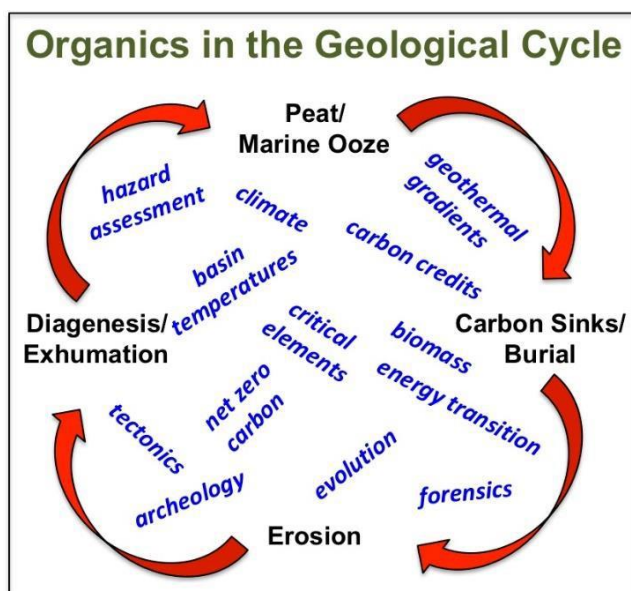 Organics in the Geological Cycle
Peat/
Marine Ooze
hazard
assessment
climate
geothermal
gradients
basin
temperatures
carbon credits
Diagenesis/
Exhumation
critical
elements
biomass
Carbon Sinks/
Burial
energy transition
net zero
carbon
tectonics
archeology
evolution
forensics
Erosion